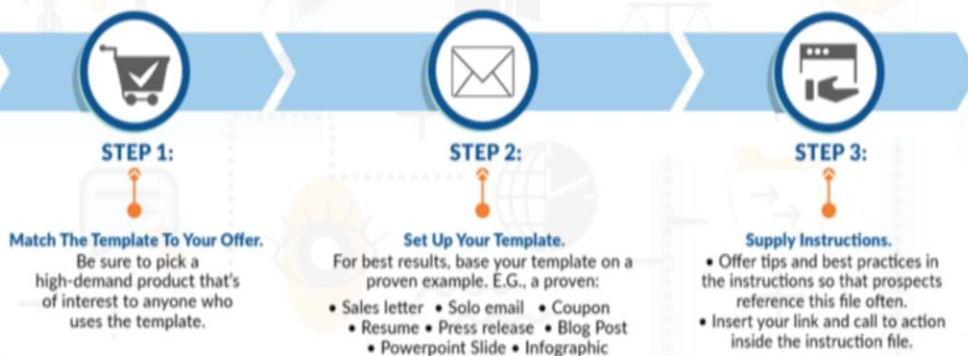 STEP 1:
Match The Template To Your Offer.
Be sure to pick a
high-demand product that's
of interest to anyone who
uses the template.
STEP 2:
Set Up Your Template.
For best results, base your template on a
proven example. E.G., a proven:
• Sales letter • Solo email • Coupon
• Resume • Press release • Blog Post
• Powerpoint Slide • Infographic
STEP 3:
Supply Instructions.
• Offer tips and best practices in
the instructions so that prospects
reference this file often.
• Insert your link and call to action
inside the instruction file.